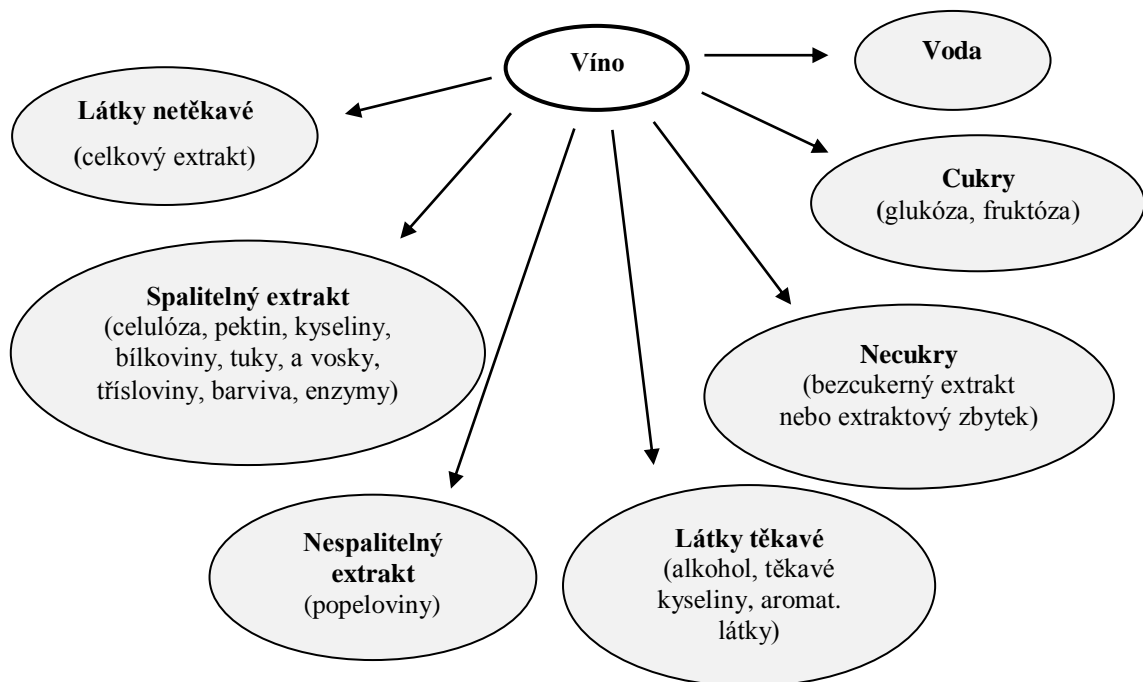 Víno
Voda
Látky netěkavé
(celkový extrakt)
Cukry
(glukóza, fruktóza)
Spalitelný extrakt
(celulóza, pektin, kyseliny,
bílkoviny, tuky, a vosky,
třísloviny, barviva, enzymy)
Necukry
(bezcukerný extrakt
nebo extraktový zbytek)
Nespalitelný
extrakt
(popeloviny)
Látky těkavé
(alkohol, těkavé
kyseliny, aromat.
látky)